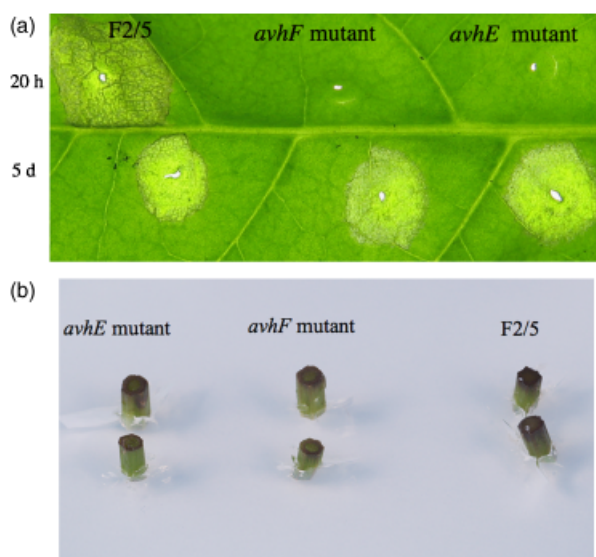 (a)
F2/5 avhF mutant avhE mutant
20 h
5 d
(b)
avhE mutant avhF mutant F2/5